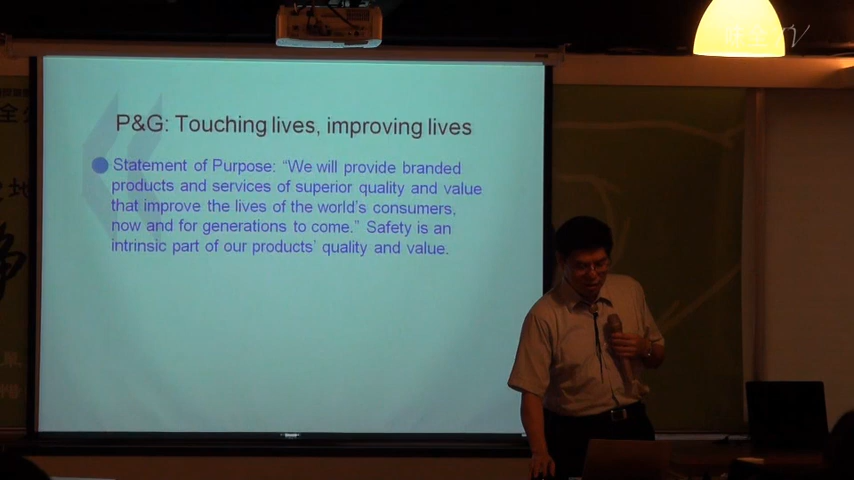 P&G: Touching lives, improving lives
Statement of Purpose: “We will provide branded
products and services of superior quality and value
that improve the lives of the world’s consumers,
now and for generations to come.” Safety is an
intrinsic part of our products’ quality and value.